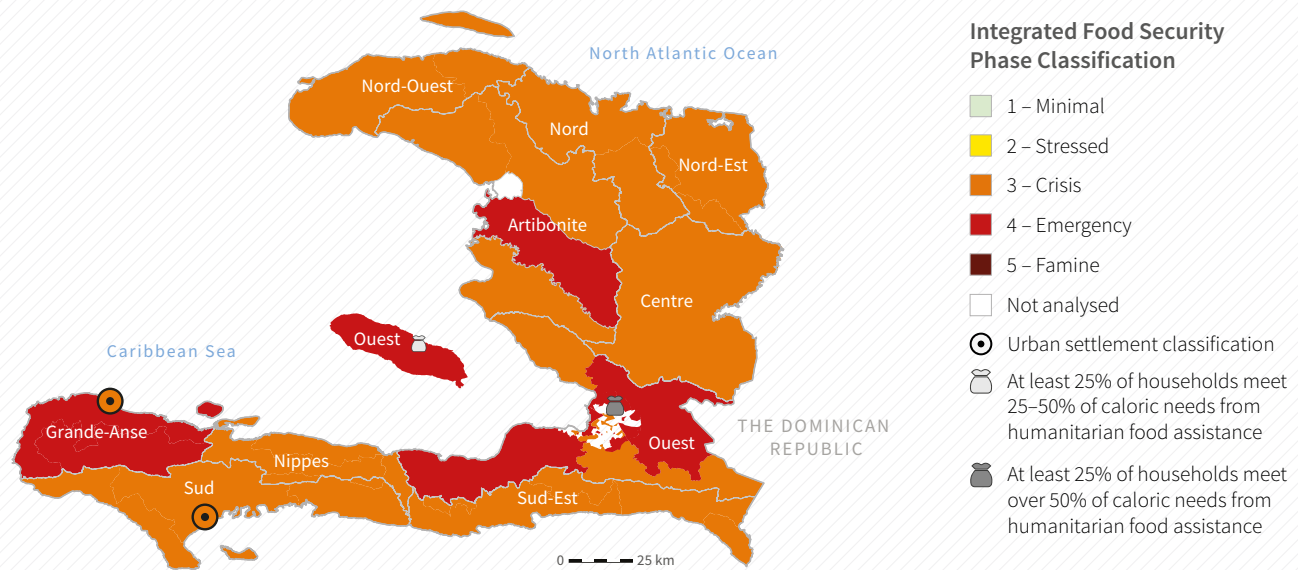 North Atlantic Ocean
Nord-Ouest
Nord
Nord-Est
Artibonite
Centre
Ouest
Caribbean Sea
Grande-Anse
THE DOMINICAN
REPUBLIC
Ouest
Nippes
Sud
Sud-Est
0
25 km
Integrated Food Security
Phase Classification
1 – Minimal
2 – Stressed
3 – Crisis
4 – Emergency
5 – Famine
Not analysed
Urban settlement classification
At least 25% of households meet
25–50% of caloric needs from
humanitarian food assistance
At least 25% of households meet
over 50% of caloric needs from
humanitarian food assistance